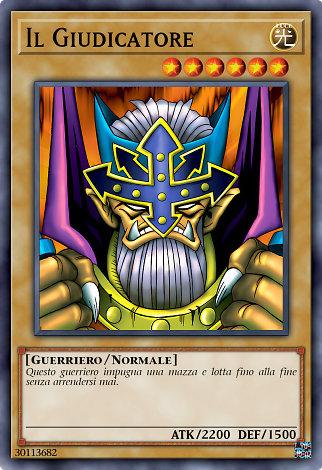 Il Giudicatore
光
[Guerriero/Normale]
Questo guerriero impugna una mazza e lotta fino alla fine
senza arrendersi mai.
ATK/2200 DEF/1500
30113682